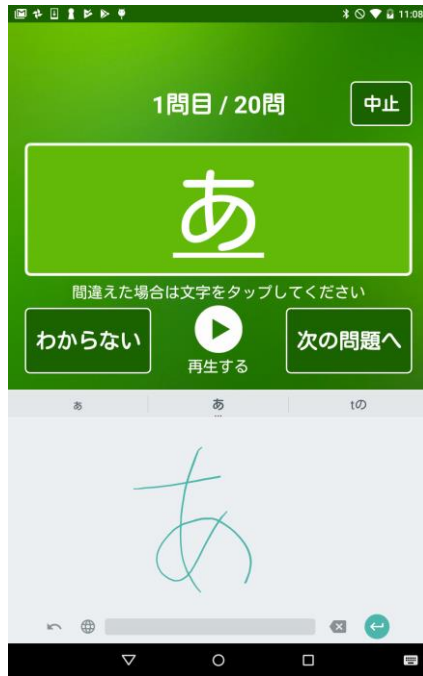 11:08
1問目 / 20問
中止
あ
間違えた場合は文字をタップしてください
わからない
再生する
次の問題へ
ぁ
あ
tの
あ